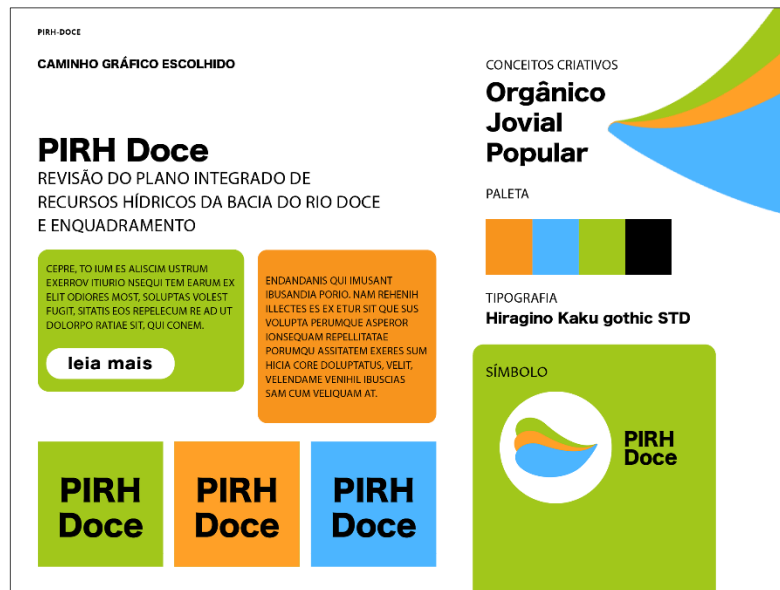 PIRH-DOCE
CAMINHO GRÁFICO ESCOLHIDO
PIRH Doce
REVISÃO DO PLANO INTEGRADO DE
RECURSOS HÍDRICOS DA BACIA DO RIO DOCE
E ENQUADRAMENTO
CEPRE, TO IUM ES ALISCIM USTRUM
EXERROV ITIURIO NSEQUI TEM EARUM EX
ELIT ODIORES MOST, SOLUPTAS VOLEST
FUGIT, SITATIS EOS REPELECUM RE AD UT
DOLORPO RATIAE SIT, QUI CONEM.
leia mais
ENDANDANIS QUI IMUSANT
IBUSANDIA PORIO. NAM REHENIH
ILLECTES ES EX ETUR SIT QUE SUS
VOLUPTA PERUMQUE ASPEROR
IONSEQUAM REPELLITATAE
PORUMQU ASSITATEM EXERES SUM
HICIA CORE DOLUPTATUS, VELIT,
VELENDAME VENIHIL IBUSCIAS
SAM CUM VELIQUAM AT.
PIRH
Doce
PIRH
Doce
PIRH
Doce
CONCEITOS CRIATIVOS
Orgânico
Jovial
Popular
PALETA
TIPOGRAFIA
Hiragino Kaku gothic STD
SÍMBOLO
PIRH
Doce